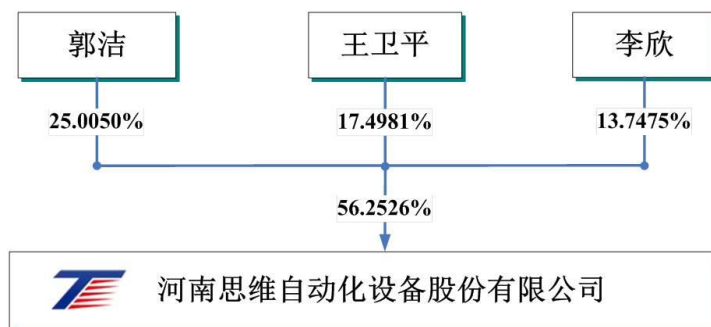 郭洁
王卫平
李欣
25.0050%
17.4981%
13.7475%
56.2526%
河南思维自动化设备股份有限公司